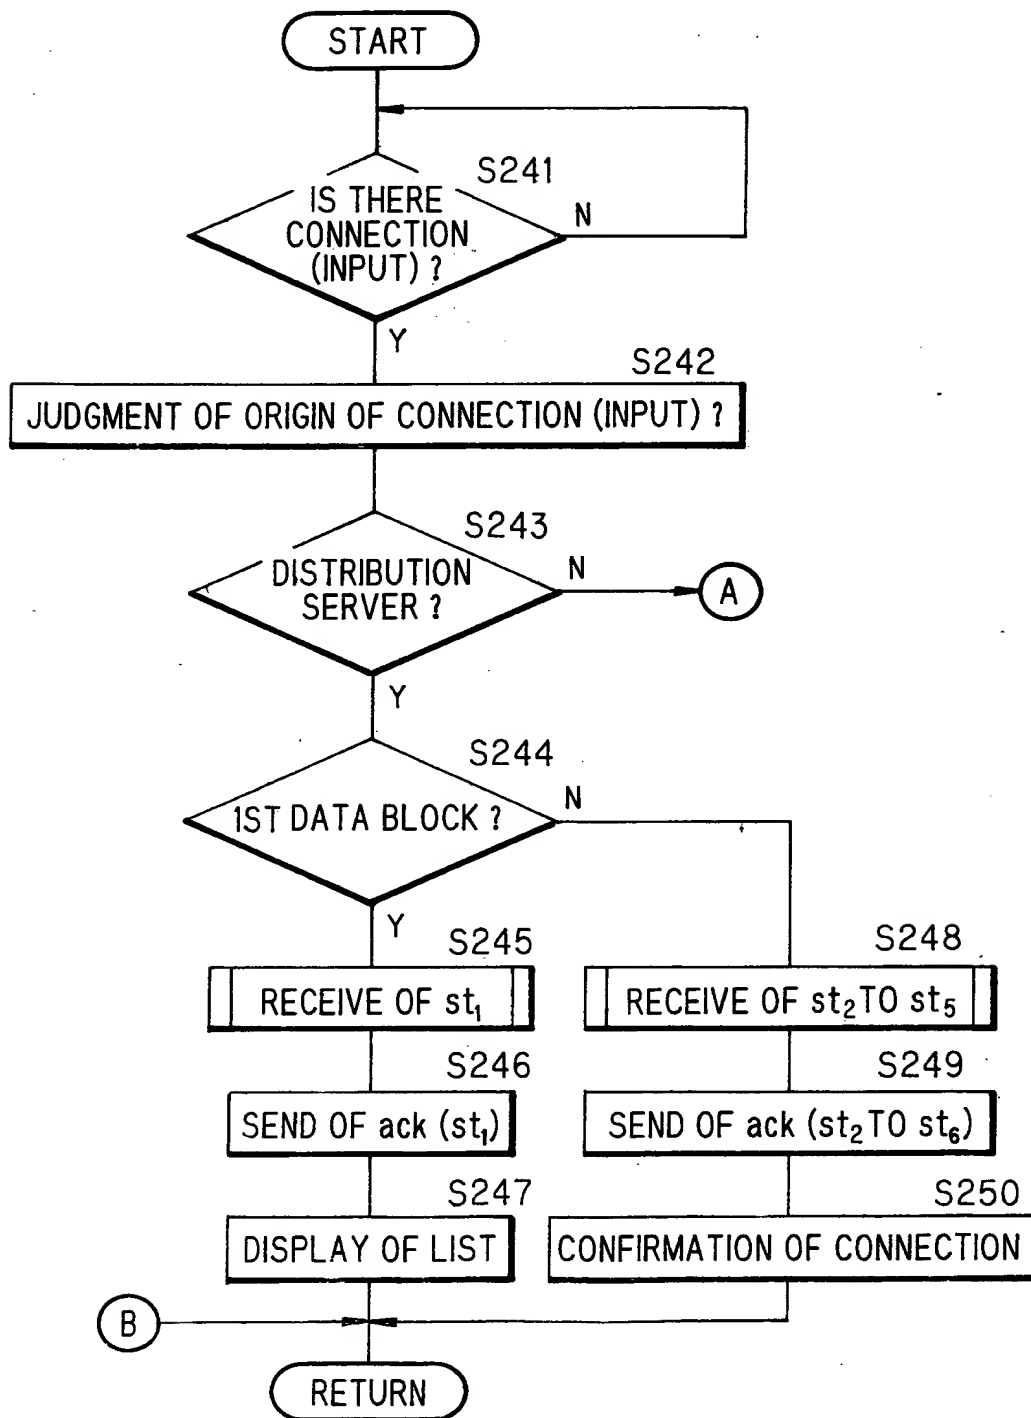 START
S241
IS THERE
CONNECTION
(INPUT) ?
N
Y
S242
JUDGMENT OF ORIGIN OF CONNECTION (INPUT) ?
S243
DISTRIBUTION
SERVER ?
N
A
Y
S244
1ST DATA BLOCK ?
N
Y
S245
RECEIVE OF st₁
S248
RECEIVE OF st₂ TO st₅
S246
SEND OF ack (st₁)
S249
SEND OF ack (st₂ TO st₆)
S247
DISPLAY OF LIST
S250
CONFIRMATION OF CONNECTION
B
RETURN